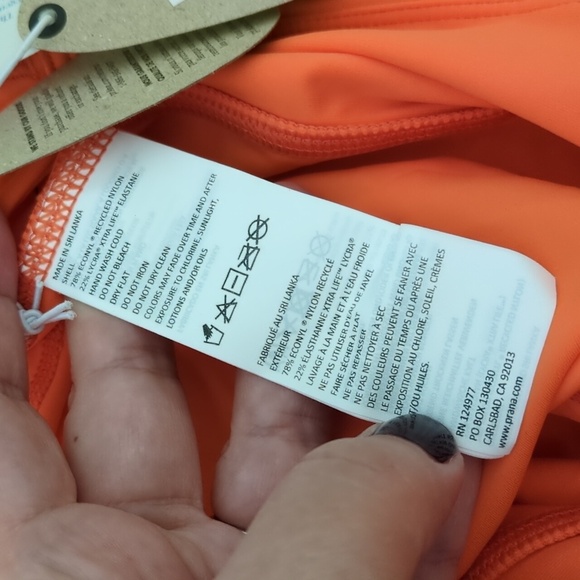 MADE IN SRI LANKA
SHELL
78% ECONYL® RECYCLED NYLON
22% LYCRA® XTRA LIFE™ ELASTANE
HAND WASH COLD
DO NOT BLEACH
DRY FLAT
DO NOT IRON
DO NOT DRY CLEAN
COLORS MAY FADE OVER TIME AND AFTER
EXPOSURE TO CHLORINE, SUNLIGHT,
LOTIONS AND/OR OILS
FABRIQUÉ AU SRI LANKA
EXTÉRIEUR
78% ECONYL® NYLON RECYCLÉ
22% ÉLASTHANNE XTRA LIFE™ LYCRA®
LAVAGE A LA MAIN ET À L'EAU FROIDE
NE PAS UTILISER D'EAU DE JAVEL
FAIRE SÉCHER À PLAT
NE PAS REPASSER
NE PAS NETTOYER À SEC
DES COULEURS PEUVENT SE FANER AVEC
LE PASSAGE DU TEMPS OU APRÈS UNE
EXPOSITION AU CHLORE, SOLEIL, CRÈMES
ET/OU HUILES.
RN 124977
PO BOX 130430
CARLSBAD, CA 92013
www.prana.com